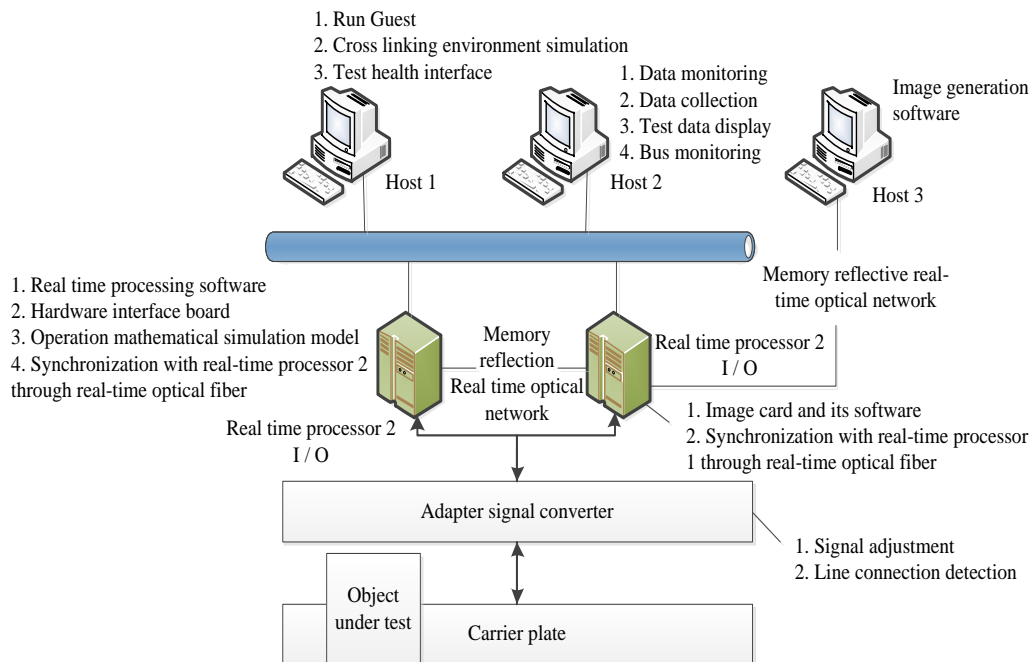 1. Run Guest
2. Cross linking environment simulation
3. Test health interface
Host 1
1. Data monitoring
2. Data collection
3. Test data display
4. Bus monitoring
Host 2
Image generation
software
Host 3
Memory reflective real-
time optical network
1. Real time processing software
2. Hardware interface board
3. Operation mathematical simulation model
4. Synchronization with real-time processor 2
through real-time optical fiber
Real time processor 2
I / O
Memory
reflection
Real time optical
network
Real time processor 2
I / O
1. Image card and its software
2. Synchronization with real-time processor
1 through real-time optical fiber
Adapter signal converter
1. Signal adjustment
2. Line connection detection
Object
under test
Carrier plate